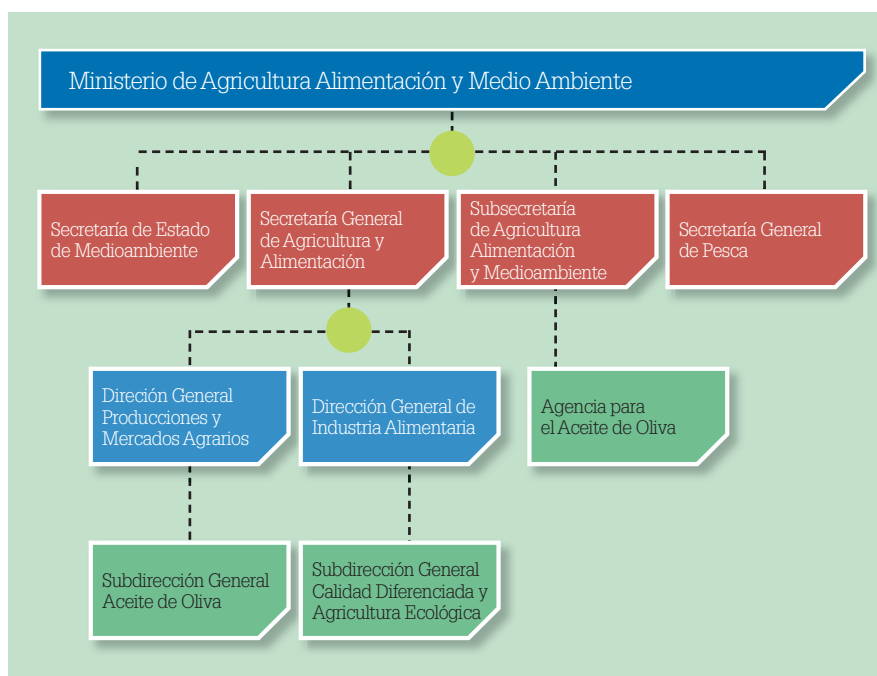 Ministerio de Agricultura Alimentación y Medio Ambiente
Secretaría de Estado
de Medioambiente
Secretaría General
de Agricultura y
Alimentación
Subsecretaría
de Agricultura
Alimentación
y Medioambiente
Secretaría General
de Pesca
Direción General
Producciones y
Mercados Agrarios
Dirección General de
Industria Alimentaria
Agencia para
el Aceite de Oliva
Subdirección General
Aceite de Oliva
Subdirección General
Calidad Diferenciada y
Agricultura Ecológica